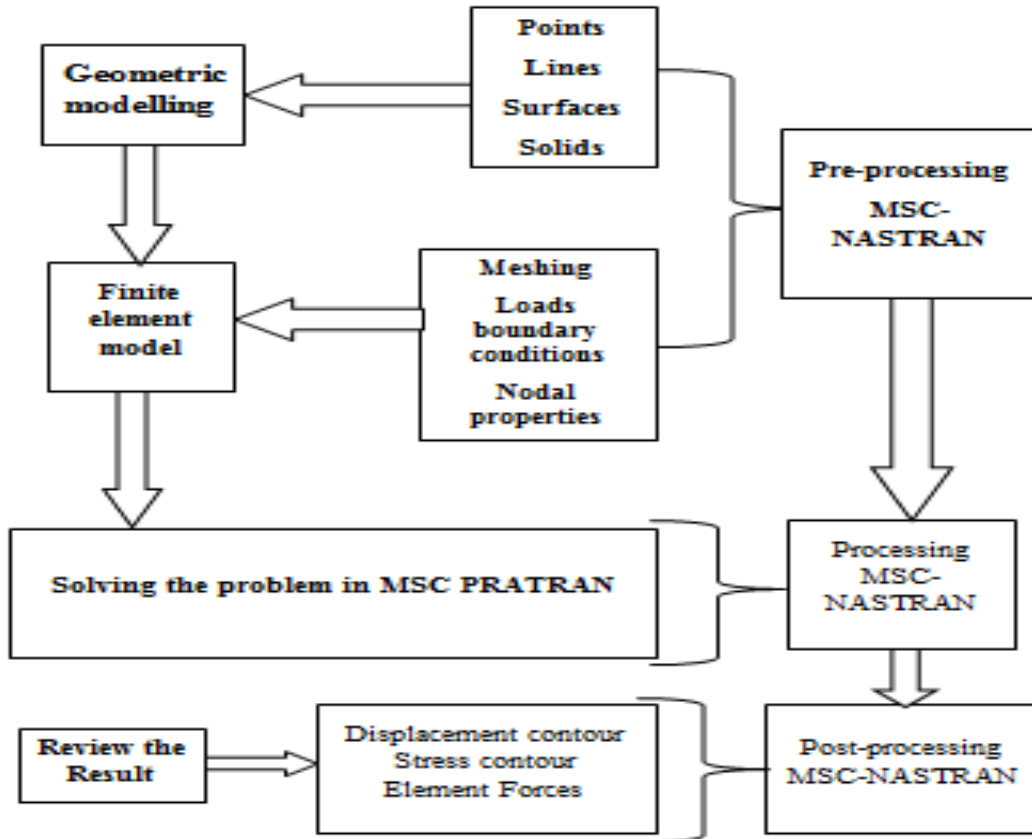 Points
Lines
Surfaces
Solids
Geometric
modelling
Pre-processing
MSC-
NASTRAN
Meshing
Loads
boundary
conditions
Nodal
properties
Finite
element
model
Solving the problem in MSC PRATRAN
Processing
MSC-
NASTRAN
Review the
Result
Displacement contour
Stress contour
Element Forces
Post-processing
MSC-NASTRAN